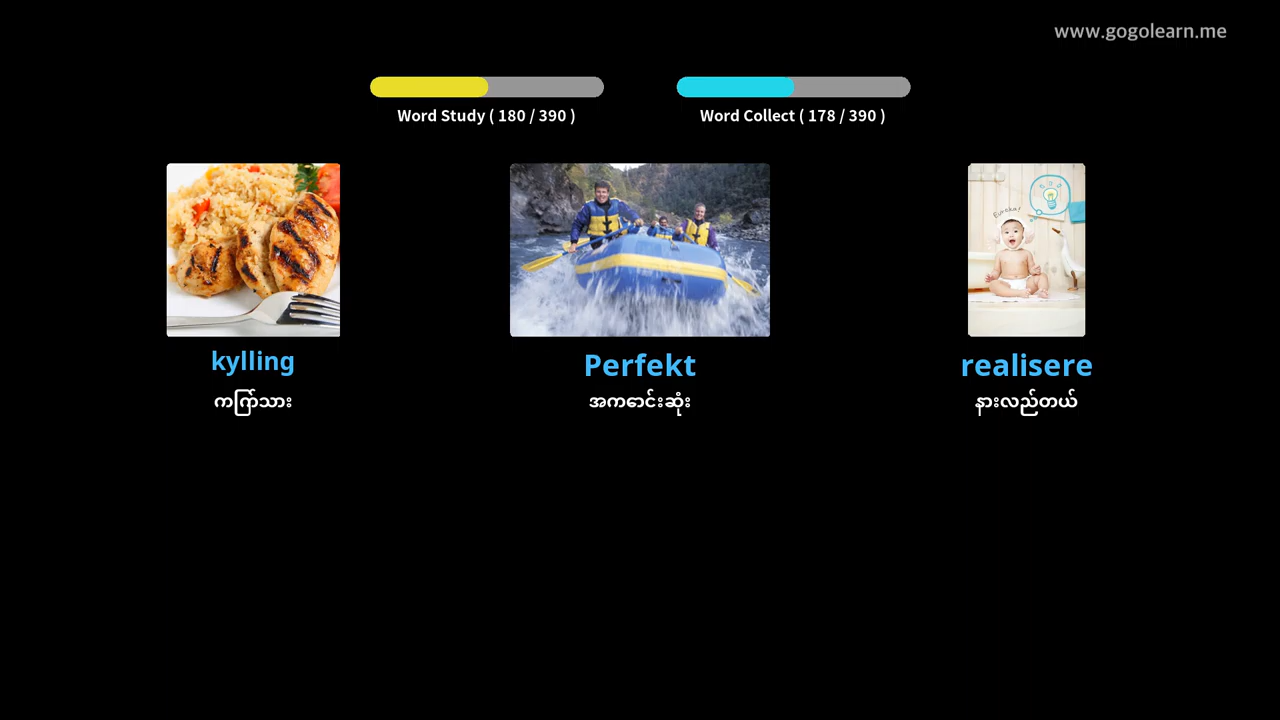 www.gogolearn.me
Word Study ( 180 / 390 )
Word Collect ( 178 / 390 )
Eureka!
kylling
Perfekt
realisere
ကြက်သား
အကောင်းဆုံး
နားလည်တယ်